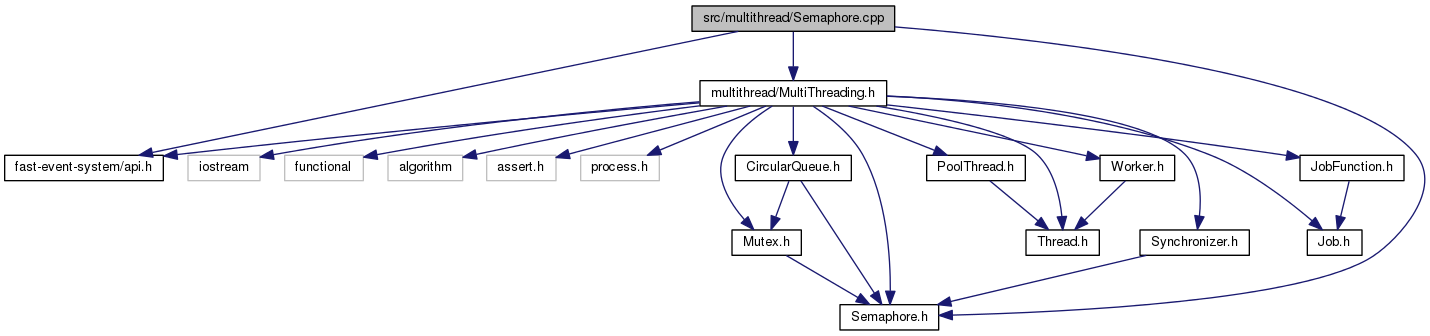 src/multithread/Semaphore.cpp
multithread/MultiThreading.h
fast-event-system/api.h
iostream
functional
algorithm
assert.h
process.h
CircularQueue.h
PoolThread.h
Worker.h
JobFunction.h
Mutex.h
Thread.h
Synchronizer.h
Job.h
Semaphore.h